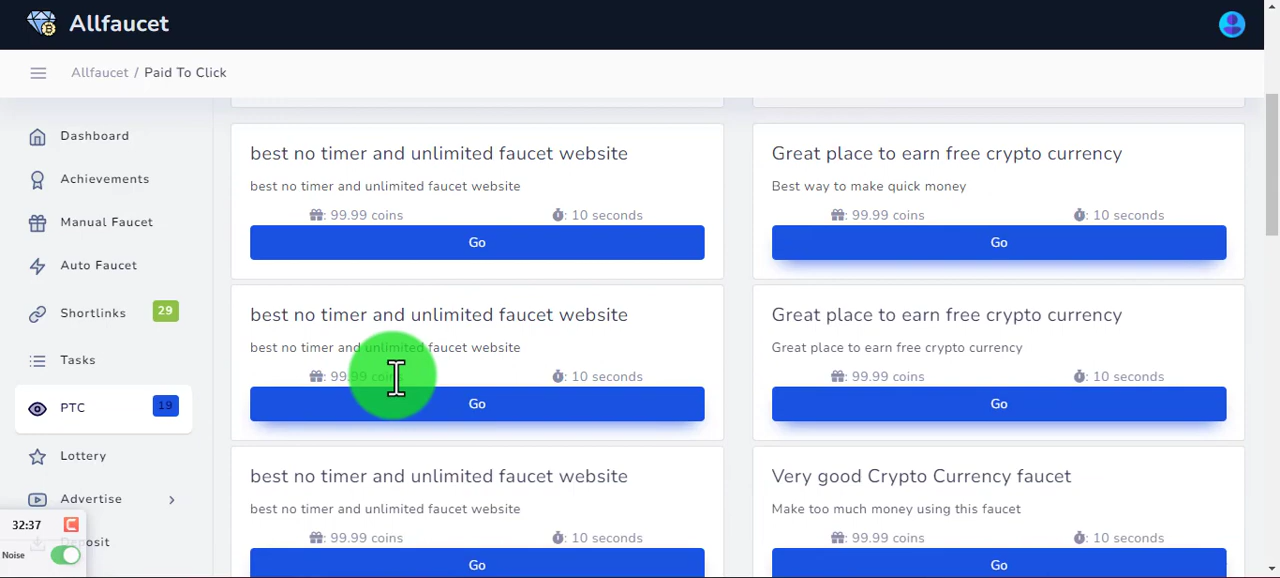 Allfaucet
Allfaucet / Paid To Click
Dashboard
Achievements
Manual Faucet
Auto Faucet
Shortlinks 29
Tasks
PTC 19
Lottery
Advertise
Deposit
32:37
Noise
best no timer and unlimited faucet website
best no timer and unlimited faucet website
: 99.99 coins : 10 seconds
Go
Great place to earn free crypto currency
Best way to make quick money
: 99.99 coins : 10 seconds
Go
best no timer and unlimited faucet website
best no timer and unlimited faucet website
: 99.99 coins : 10 seconds
Go
Great place to earn free crypto currency
Great place to earn free crypto currency
: 99.99 coins : 10 seconds
Go
best no timer and unlimited faucet website
best no timer and unlimited faucet website
: 99.99 coins : 10 seconds
Go
Very good Crypto Currency faucet
Make too much money using this faucet
: 99.99 coins : 10 seconds
Go